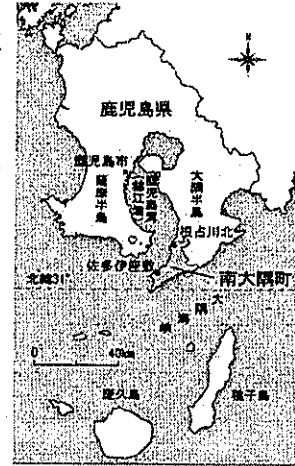 N
鹿児島県
鹿児島市
薩摩半島
鹿児島湾
(錦江湾)
大隅半島
根占川北
佐多伊座敷
南大隅町
北緯31°
大隅海峡
0 40km
屋久島
種子島